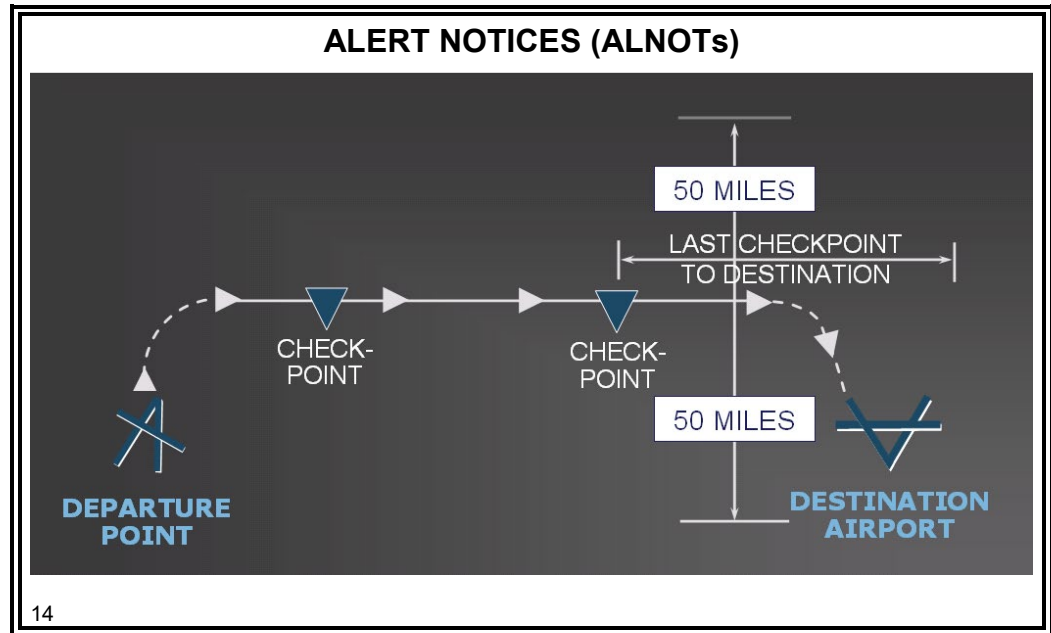 ALERT NOTICES (ALNOTs)
50 MILES
LAST CHECKPOINT
TO DESTINATION
CHECK-
POINT
CHECK-
POINT
50 MILES
DEPARTURE
POINT
DESTINATION
AIRPORT
14